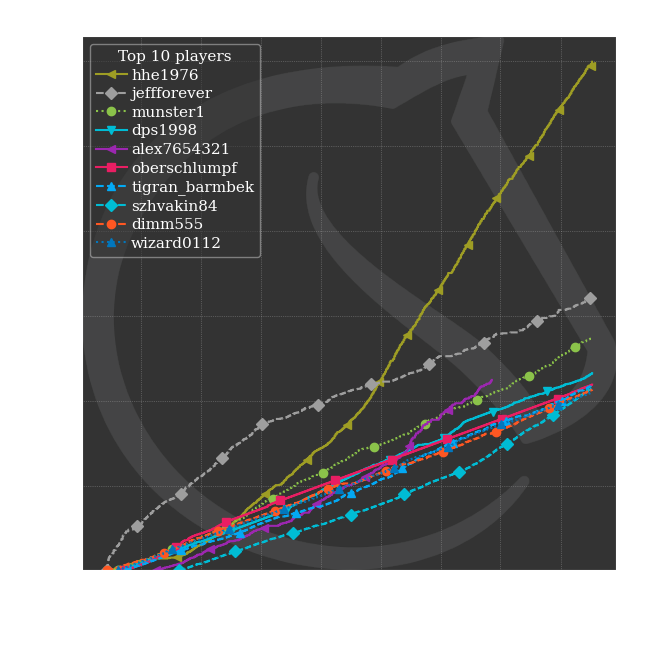 Top 10 players
hhe1976
jeffforever
munster1
dps1998
alex7654321
oberschlumpf
tigran_barmbek
szhvakin84
dimm555
wizard0112